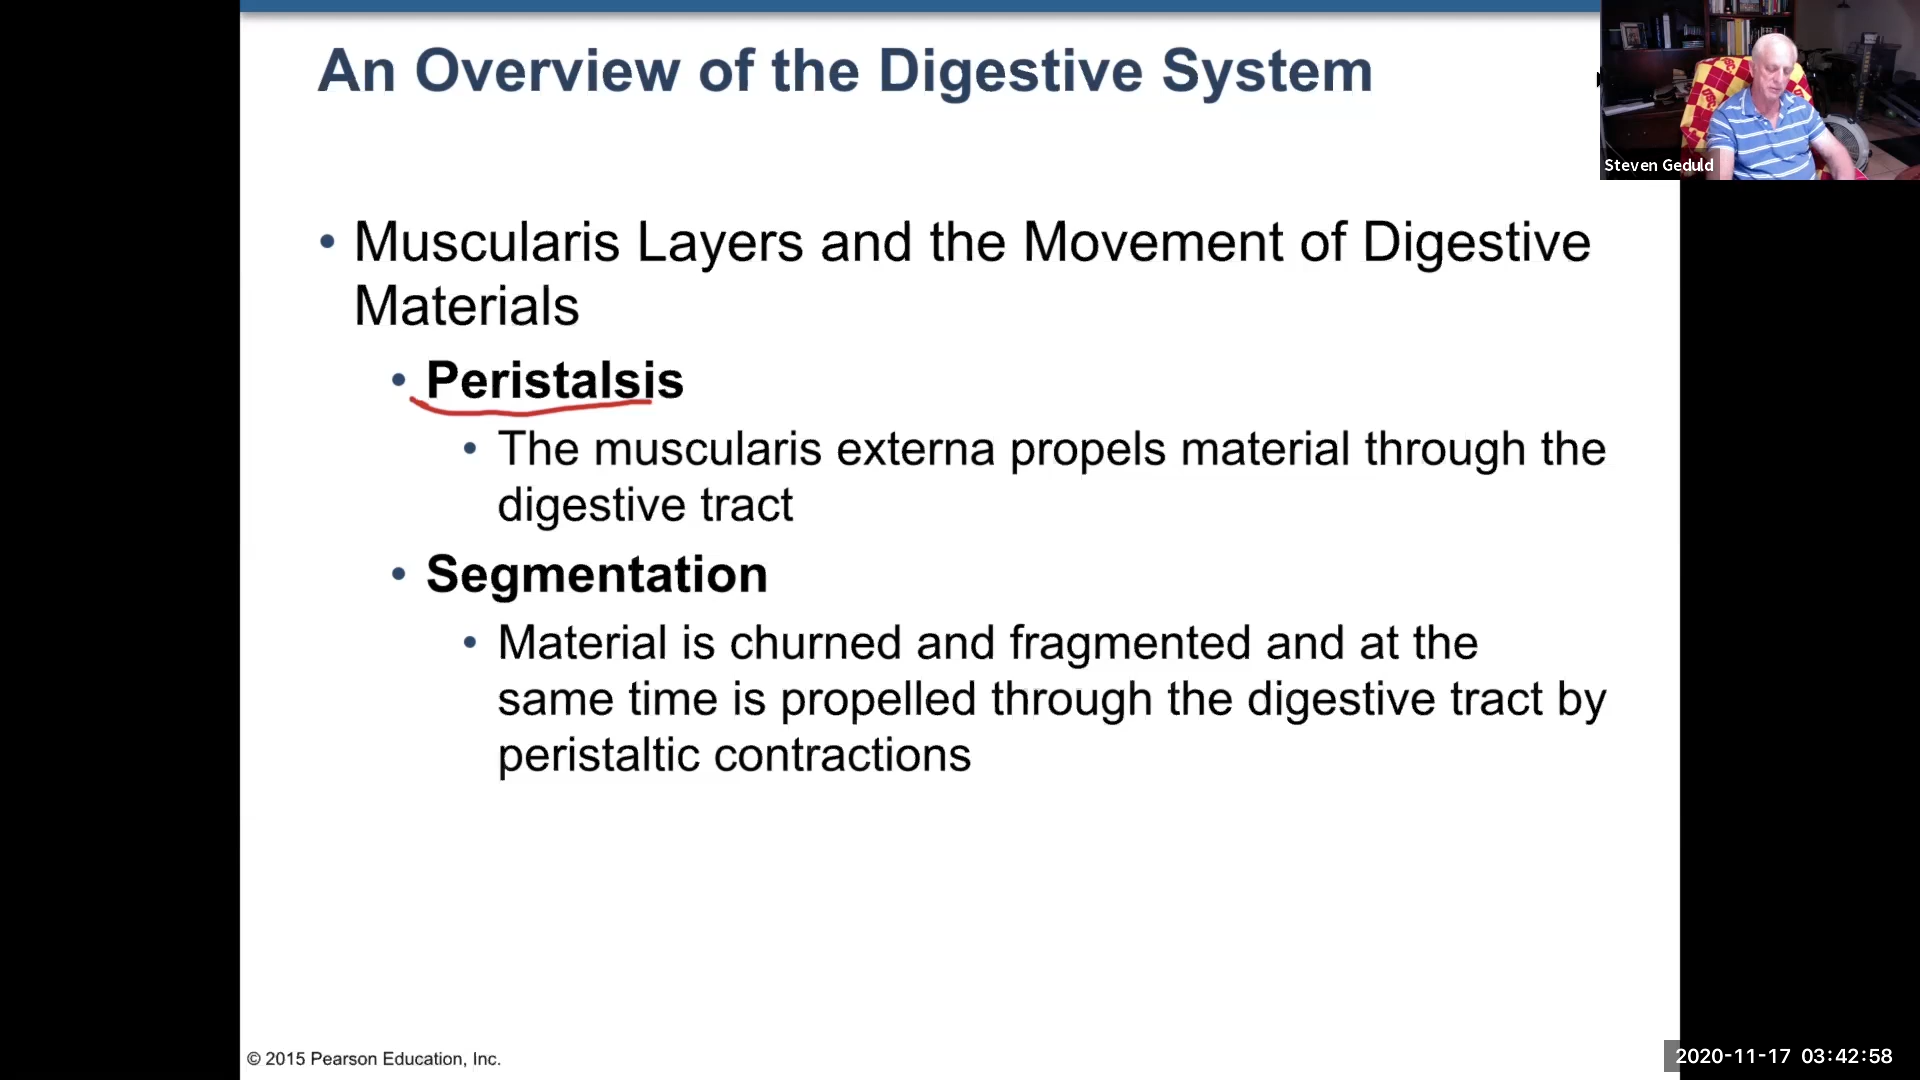 An Overview of the Digestive System
Steven Geduld
• Muscularis Layers and the Movement of Digestive
Materials
• Peristalsis
• The muscularis externa propels material through the
digestive tract
• Segmentation
• Material is churned and fragmented and at the
same time is propelled through the digestive tract by
peristaltic contractions
© 2015 Pearson Education, Inc.
2020-11-17 03:42:58